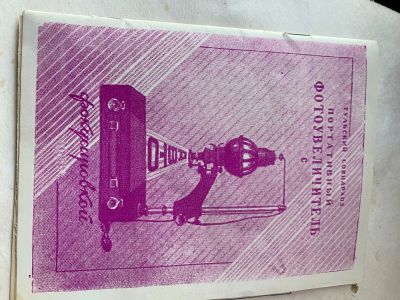 ТУЛЬСКИЙ СОВНАРХОЗ
ПОРТАТИВНЫЙ
ФОТОУВЕЛИЧИТЕЛЬ
С
фокусировкой